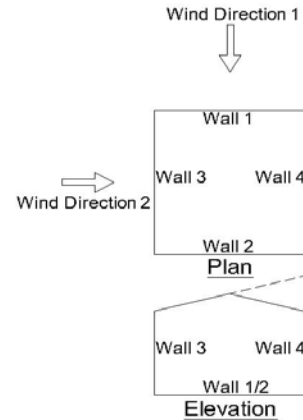 Wind Direction 1
Wall 1
Wall 3 Wall 4
Wind Direction 2
Wall 2
Plan
Wall 3 Wall 4
Wall 1/2
Elevation